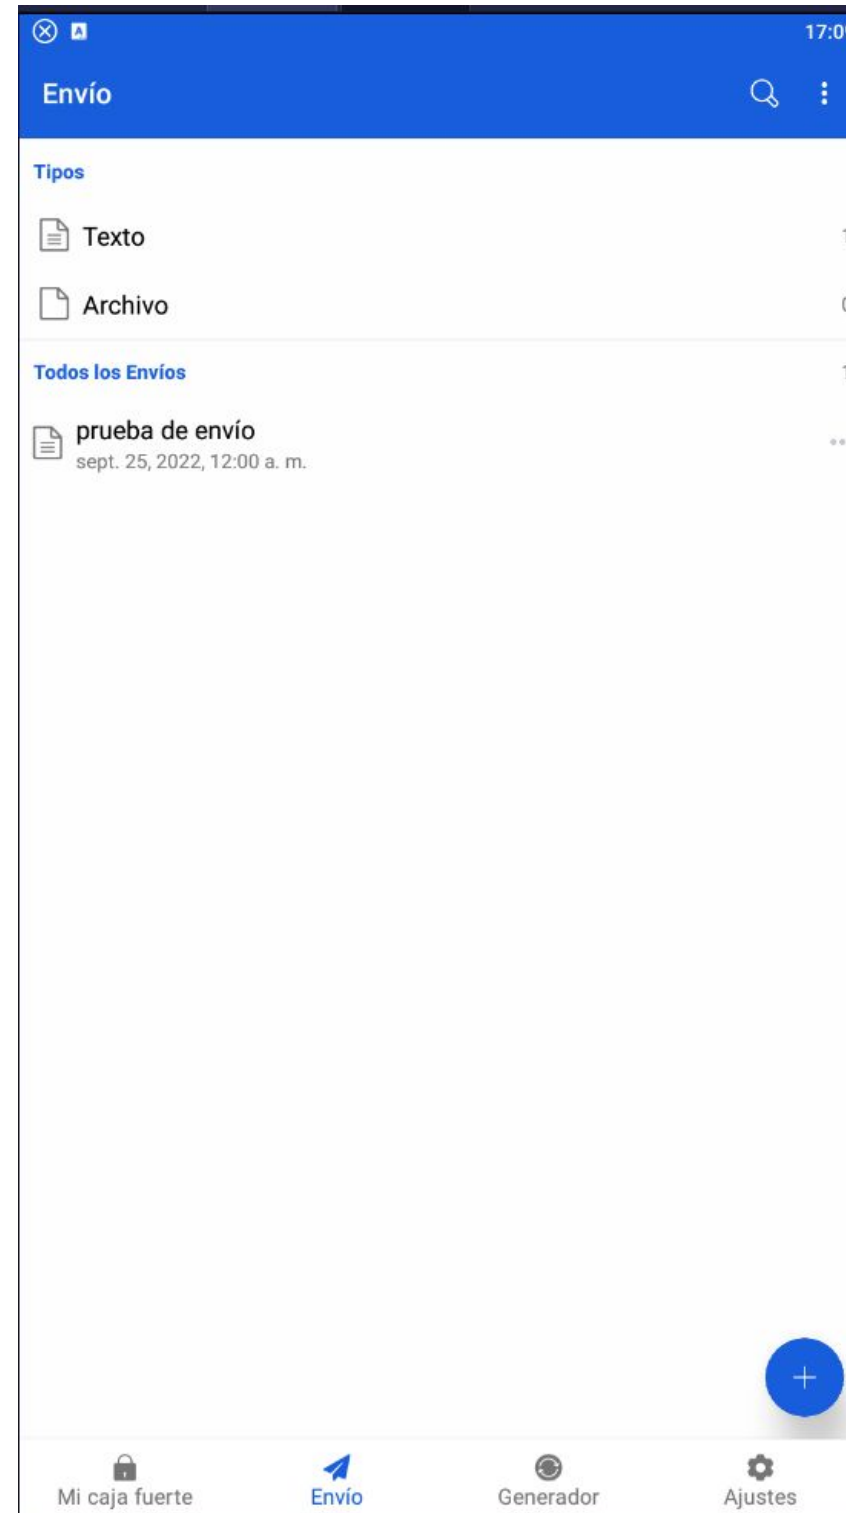 17:0
Envío
Tipos
Texto
Archivo
Todos los Envíos
prueba de envío
sept. 25, 2022, 12:00 a. m.
Mi caja fuerte
Envío
Generador
Ajustes